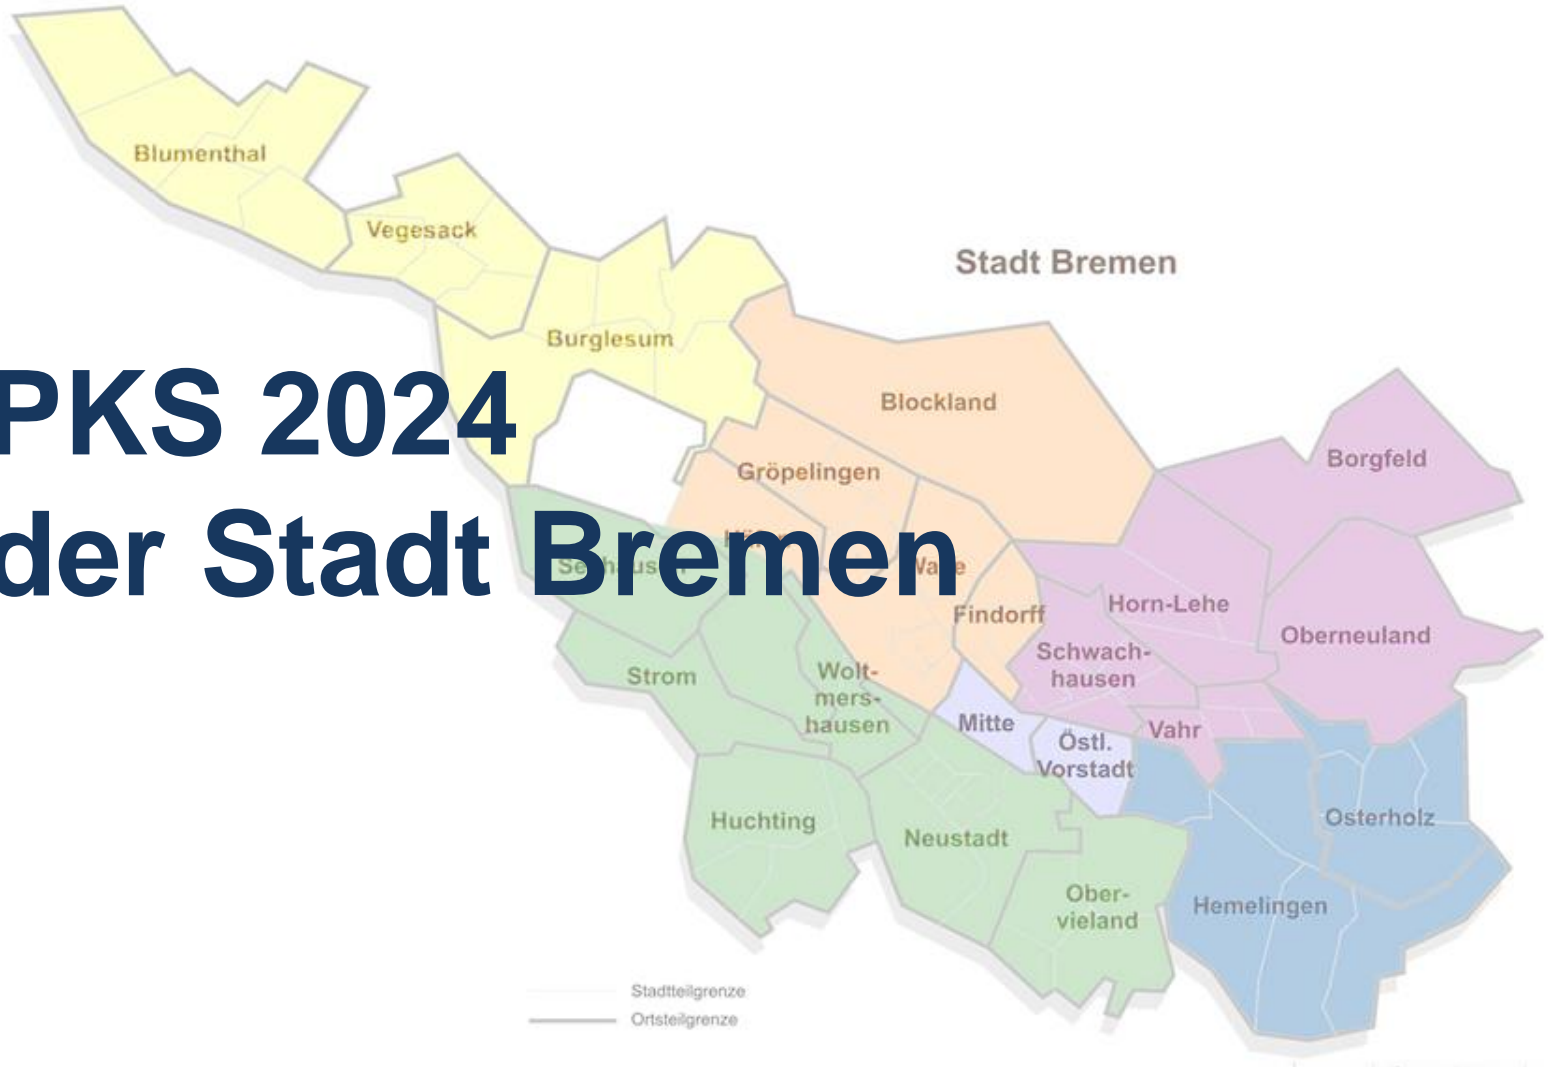 Blumenthal
Vegesack
Stadt Bremen
Burglesum
PKS 2024
der Stadt Bremen
Blockland
Borgfeld
Gröpelingen
Findorff
Horn-Lehe
Oberneuland
Schwach-
hausen
Strom
Wolt-
mers-
hausen
Mitte
Östl.
Vorstadt
Vahr
Huchting
Neustadt
Osterholz
Ober-
vieland
Hemelingen
Stadtteilgrenze
Ortsteilgrenze